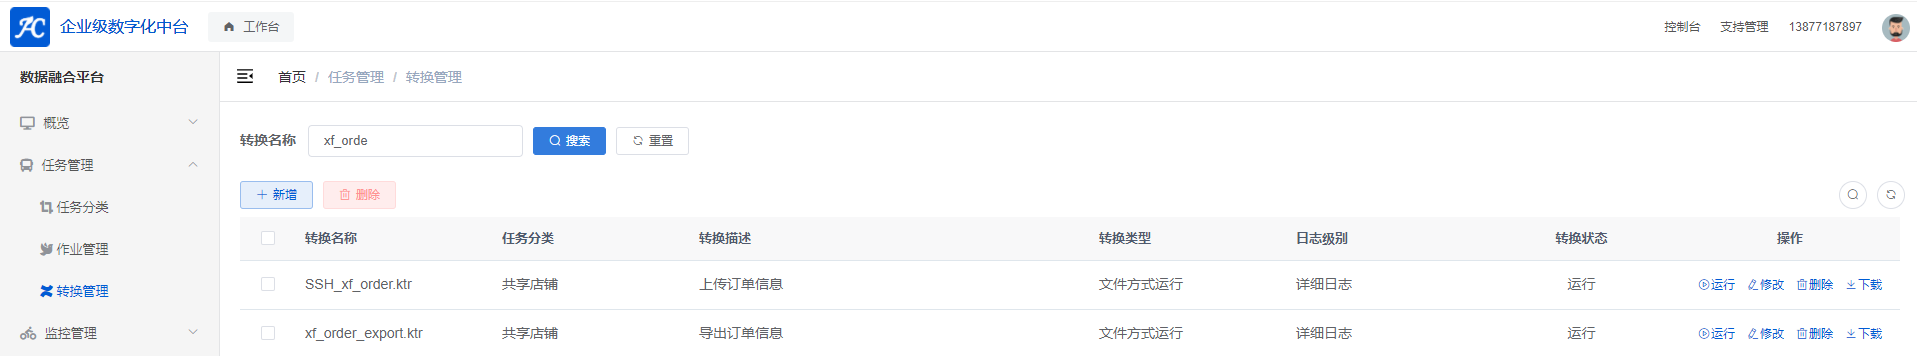 企业级数字化中台 工作台 控制台 支持管理 13877187897
数据融合平台
首页 / 任务管理 / 转换管理
概览
任务管理
任务分类
作业管理
转换管理
监控管理
转换名称 xf_orde 搜索 重置
新增 删除
转换名称 任务分类 转换描述 转换类型 日志级别 转换状态 操作
SSH_xf_order.ktr 共享店铺 上传订单信息 文件方式运行 详细日志 运行 运行 修改 删除 下载
xf_order_export.ktr 共享店铺 导出订单信息 文件方式运行 详细日志 运行 运行 修改 删除 下载